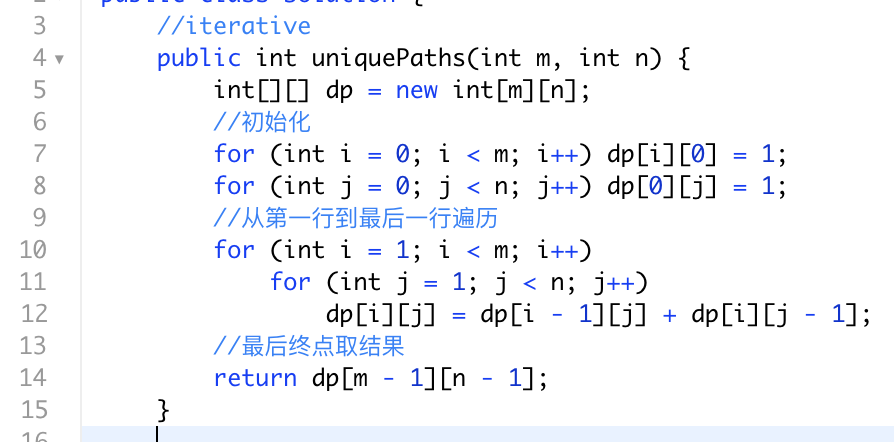 2 public class Solution {
3 //iterative
4 public int uniquePaths(int m, int n) {
5 int[][] dp = new int[m][n];
6 //初始化
7 for (int i = 0; i < m; i++) dp[i][0] = 1;
8 for (int j = 0; j < n; j++) dp[0][j] = 1;
9 //从第一行到最后一行遍历
10 for (int i = 1; i < m; i++)
11 for (int j = 1; j < n; j++)
12 dp[i][j] = dp[i - 1][j] + dp[i][j - 1];
13 //最后终点取结果
14 return dp[m - 1][n - 1];
15 }
16